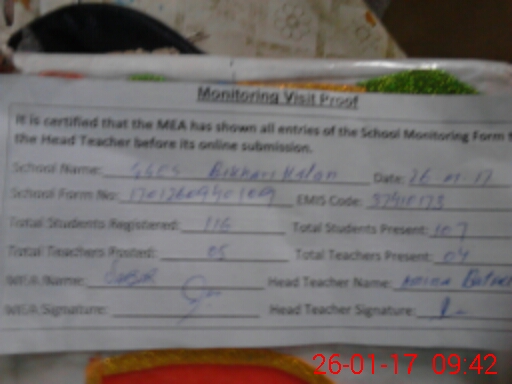 Monitoring Visit Proof
It is certified that the MEA has shown all entries of the School Monitoring Form
the Head Teacher before its online submission.
School Name: GGES Date: 26-01-17
School Form No: EMIS Code:
Total Students Registered: 116 Total Students Present: 107
Total Teachers Posted: 05 Total Teachers Present: 04
MEA Name: Head Teacher Name:
MEA Signature: Head Teacher Signature:
26-01-17 09:42